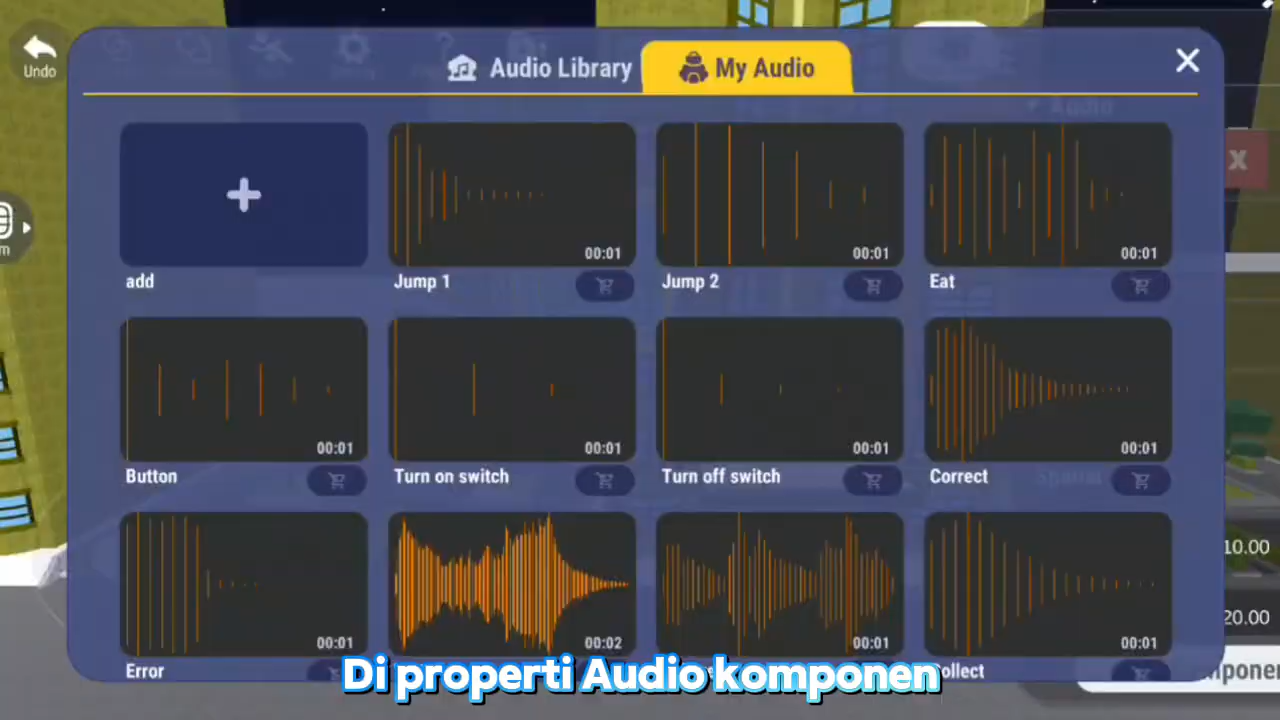 Undo
Audio Library
My Audio
Audio
X
add
00:01
Jump 1
00:01
Jump 2
00:01
Eat
00:01
Button
00:01
Turn on switch
00:01
Turn off switch
00:01
Correct
00:01
Error
00:02
00:01
00:01
10.00
20.00
Di properti Audio komponen